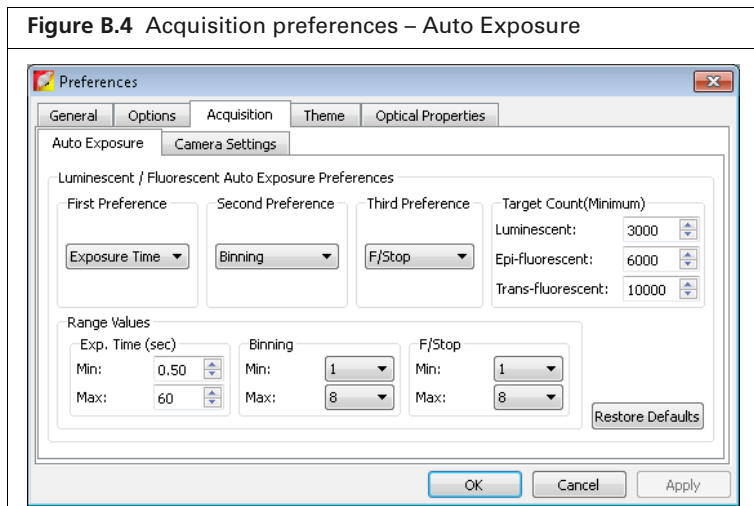 Figure B.4 Acquisition preferences – Auto Exposure
Preferences
General Options Acquisition Theme Optical Properties
Auto Exposure Camera Settings
Luminescent / Fluorescent Auto Exposure Preferences
First Preference Second Preference Third Preference Target Count(Minimum)
Luminescent: 3000
Exposure Time Binning F/Stop Epi-fluorescent: 6000
Trans-fluorescent: 10000
Range Values
Exp. Time (sec) Binning F/Stop
Min: 0.50 Min: 1 Min: 1
Max: 60 Max: 8 Max: 8
Restore Defaults
OK Cancel Apply